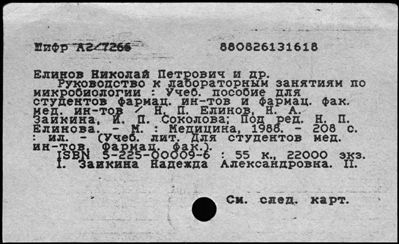 Шифр А2/7266 880826131618
Елинов Николай Петрович и др.
Руководство к лабораторным занятиям по
микробиологии : Учеб. пособие для
студентов фармац. ин-тов и фармац. фак.
мед. ин-тов / Н. П. Елинов, Н. А.
Заикина, И. П. Соколова; Под ред. Н. П.
Елинова. - М. : Медицина, 1988. - 208 с.
: ил. - (Учеб. лит. Для студентов мед.
ин-тов. Фармац. фак.).
ISBN 5-225-00009-6 : 55 к., 22000 экз.
I. Заикина Надежда Александровна. П.
См. след. карт.